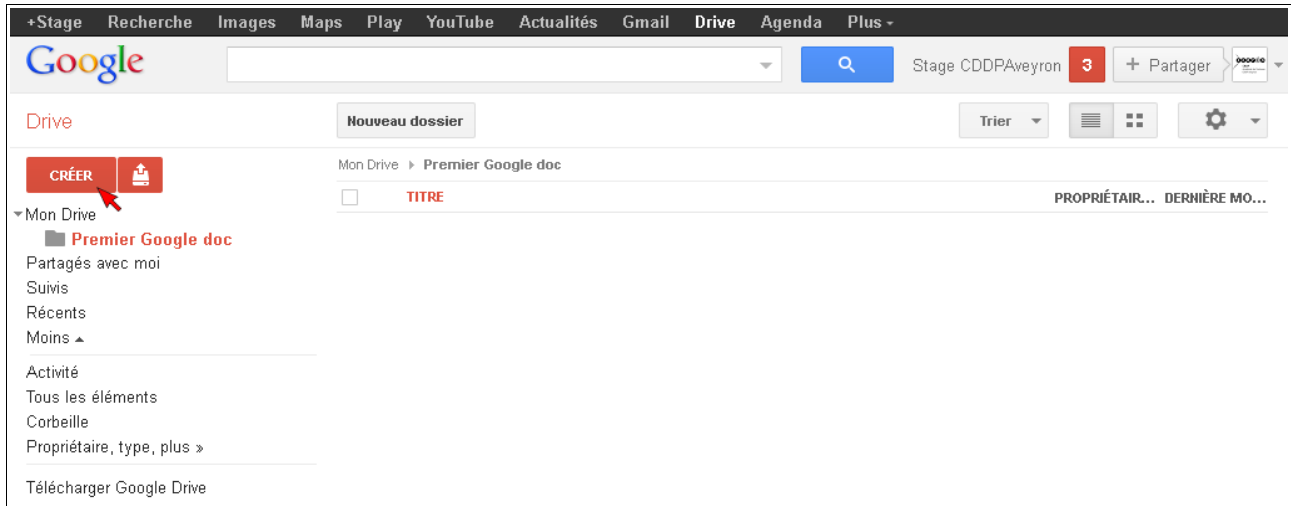 +Stage Recherche Images Maps Play YouTube Actualités Gmail Drive Agenda Plus
Google Stage CDDPAveyron 3 + Partager
Drive Nouveau dossier Trier
CRÉER Mon Drive Premier Google doc
TITRE PROPRIÉTAIR... DERNIÈRE MO...
Mon Drive
Premier Google doc
Partagés avec moi
Suivis
Récents
Moins
Activité
Tous les éléments
Corbeille
Propriétaire, type, plus »
Télécharger Google Drive